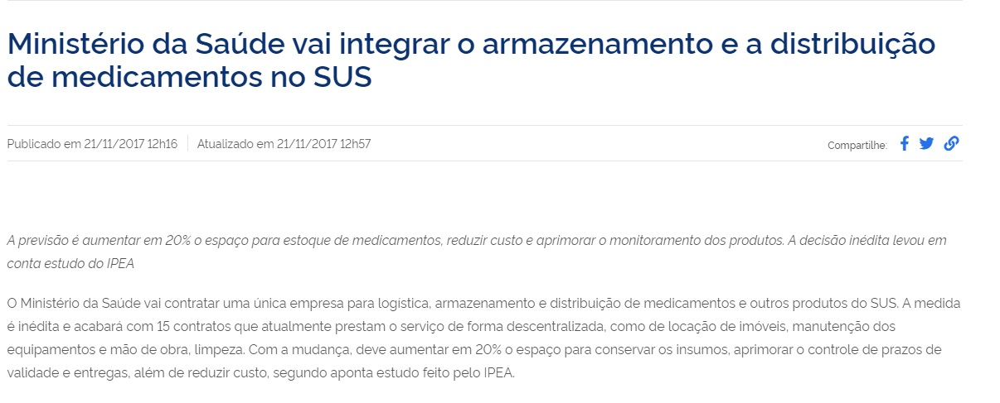 Ministério da Saúde vai integrar o armazenamento e a distribuição
de medicamentos no SUS
Publicado em 21/11/2017 12h16 Atualizado em 21/11/2017 12h57 Compartilhe:
A previsão é aumentar em 20% o espaço para estoque de medicamentos, reduzir custo e aprimorar o monitoramento dos produtos. A decisão inédita levou em
conta estudo do IPEA
O Ministério da Saúde vai contratar uma única empresa para logística, armazenamento e distribuição de medicamentos e outros produtos do SUS. A medida
é inédita e acabará com 15 contratos que atualmente prestam o serviço de forma descentralizada, como de locação de imóveis, manutenção dos
equipamentos e mão de obra, limpeza. Com a mudança, deve aumentar em 20% o espaço para conservar os insumos, aprimorar o controle de prazos de
validade e entregas, além de reduzir custo, segundo aponta estudo feito pelo IPEA.